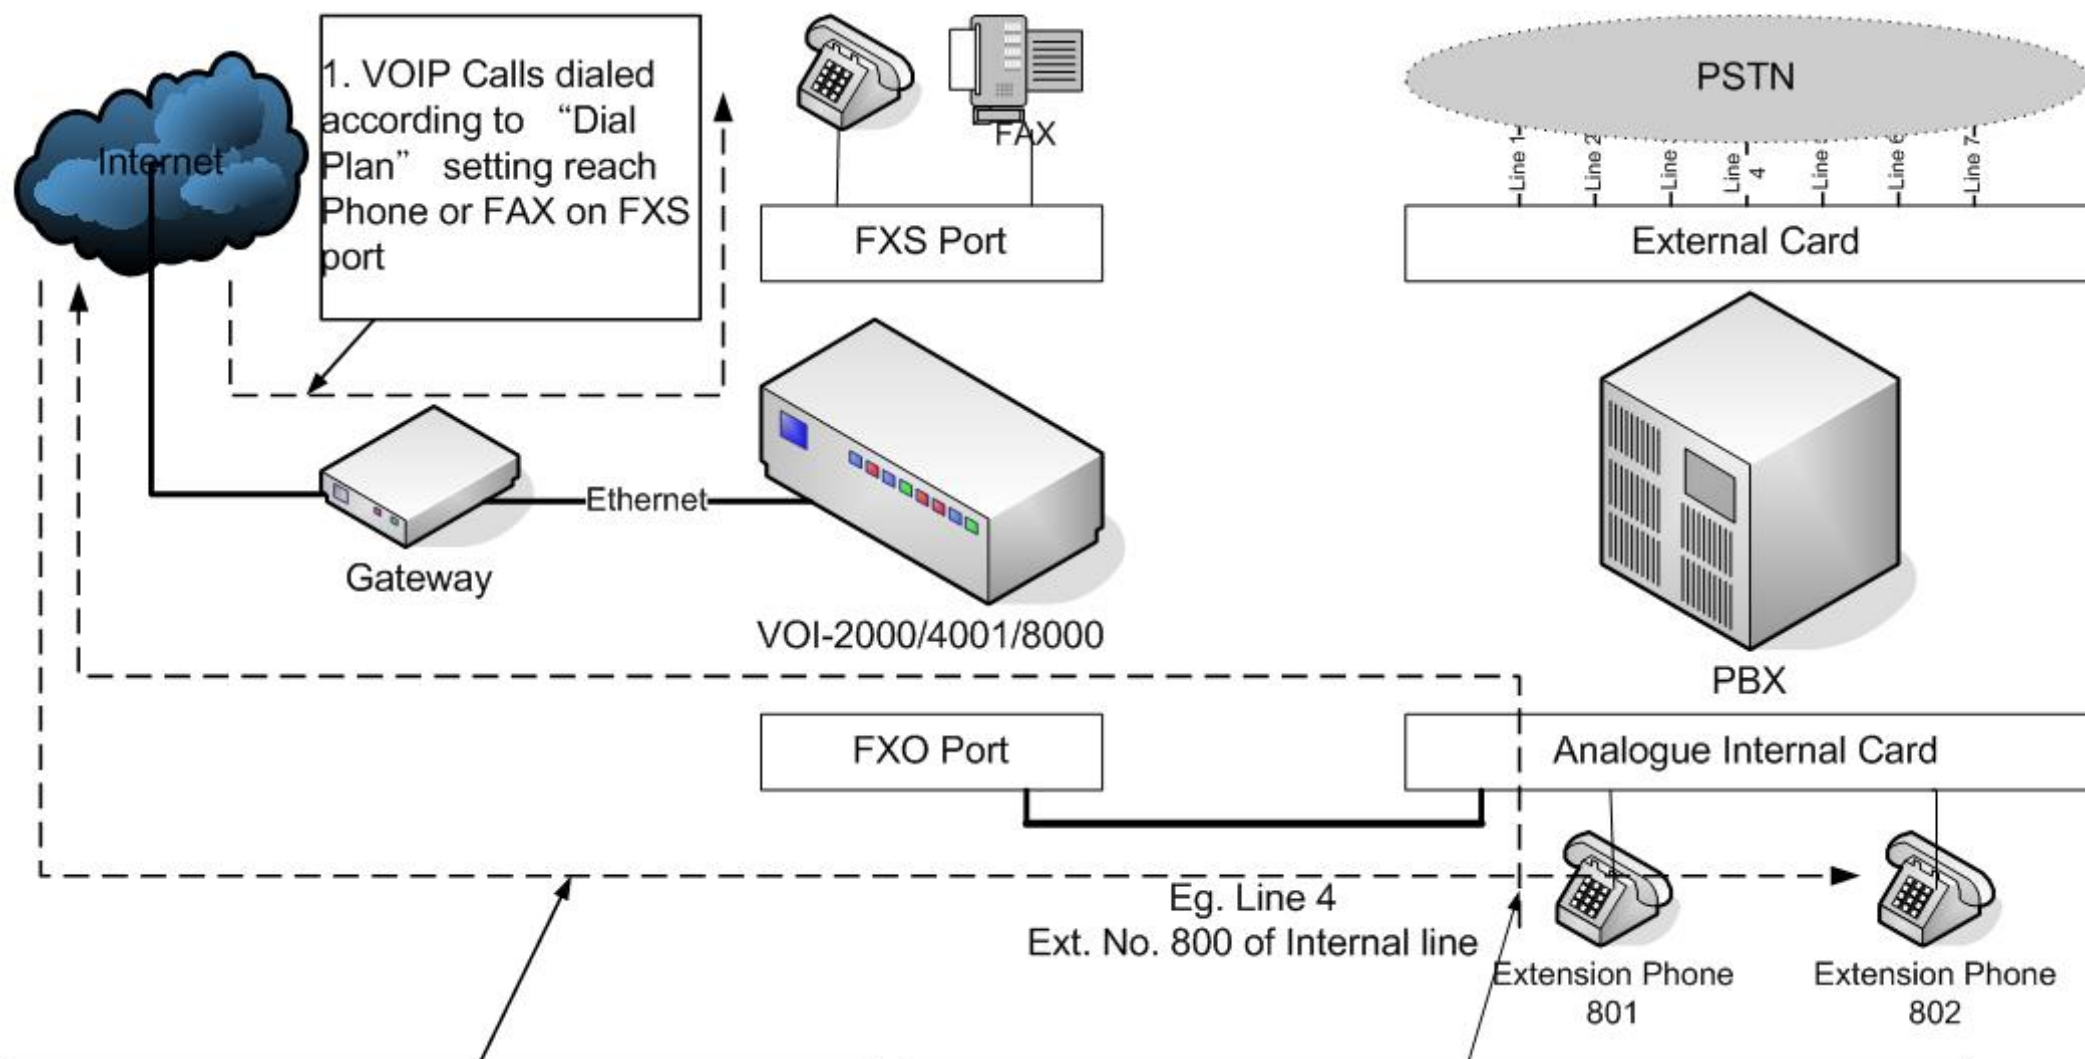 1. VOIP Calls dialed
according to “Dial
Plan” setting reach
Phone or FAX on FXS
port
Internet
FAX
PSTN
Line 1
Line 2
Line
Line
4
Line
Line 6
Line 7
FXS Port
External Card
Ethernet
Gateway
VOI-2000/4001/8000
PBX
FXO Port
Analogue Internal Card
Eg. Line 4
Ext. No. 800 of Internal line
Extension Phone
801
Extension Phone
802